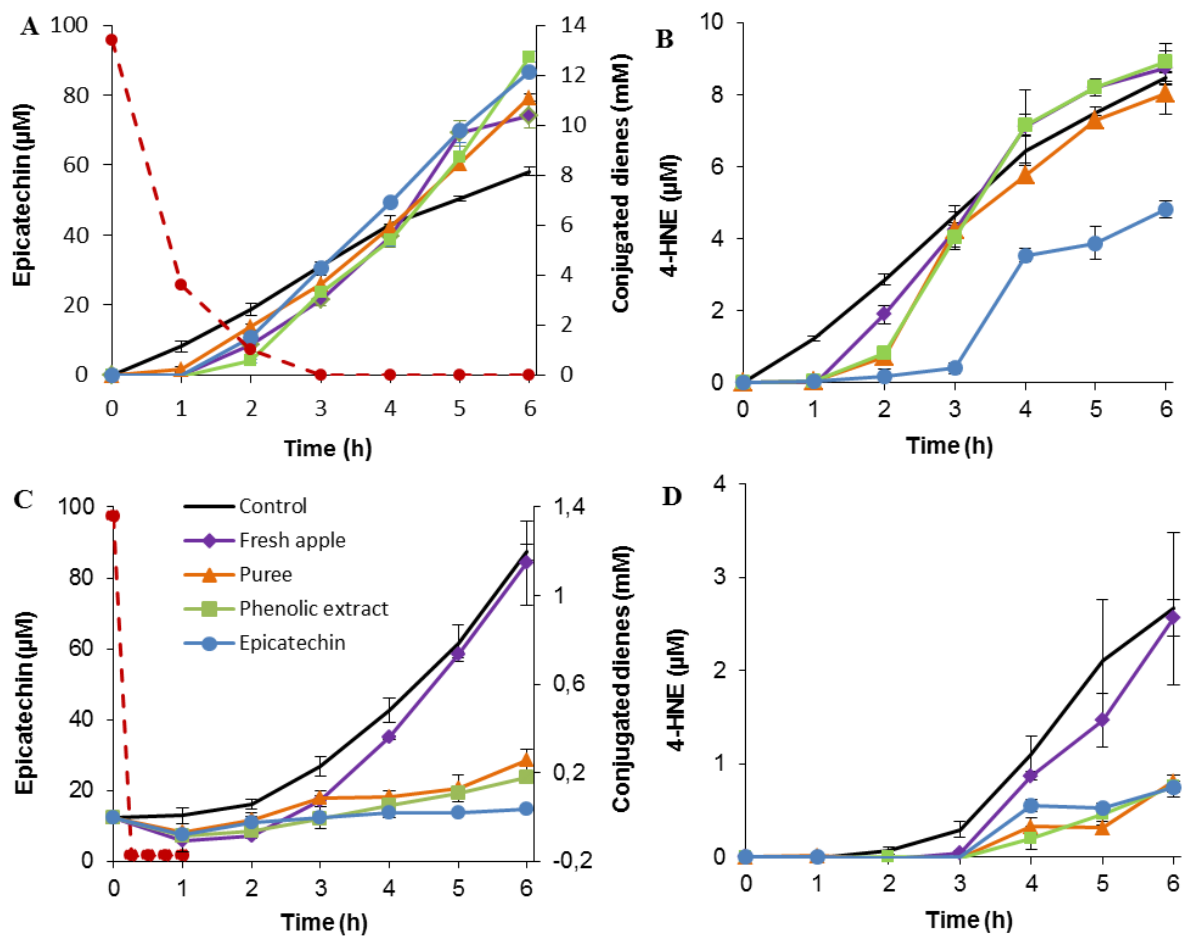 A
Epicatechin (µM)
100
80
60
40
20
0
14
12
10
8
6
4
2
0
Conjugated dienes (mM)
0 1 2 3 4 5 6
Time (h)
B
4-HNE (µM)
10
8
6
4
2
0
0 1 2 3 4 5 6
Time (h)
C
Epicatechin (µM)
100
80
60
40
20
0
Control
Fresh apple
Puree
Phenolic extract
Epicatechin
1,4
1
0,6
0,2
-0,2
Conjugated dienes (mM)
0 1 2 3 4 5 6
Time (h)
D
4-HNE (µM)
4
3
2
1
0
0 1 2 3 4 5 6
Time (h)